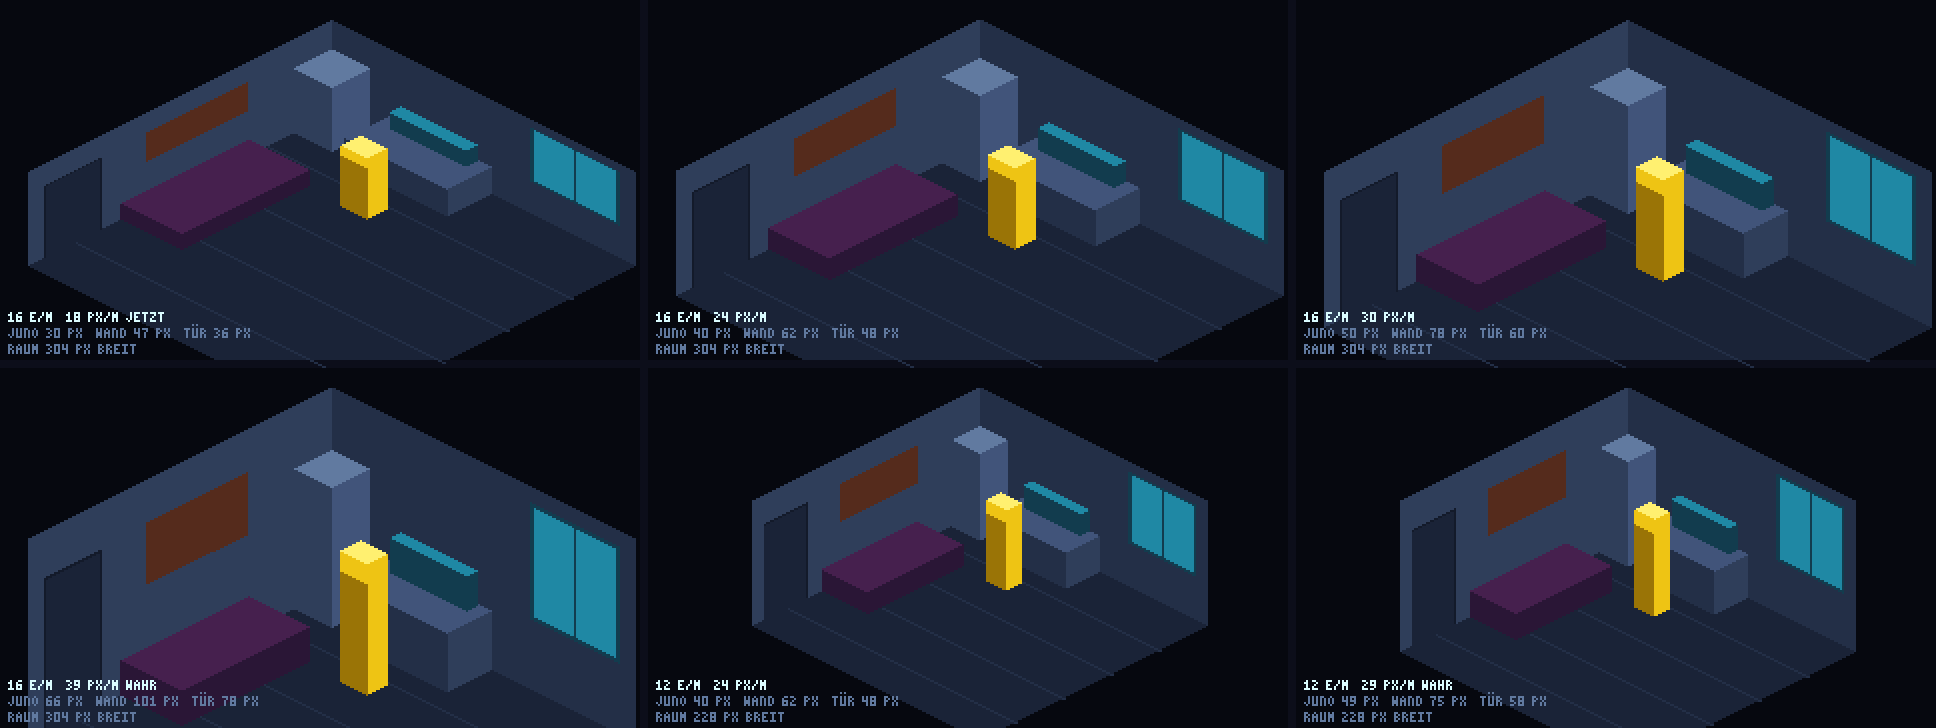 16 E/M 18 PX/M JETZT
JUNO 30 PX WAND 47 PX TÜR 36 PX
RAUM 304 PX BREIT
16 E/M 24 PX/M
JUNO 40 PX WAND 62 PX TÜR 48 PX
RAUM 304 PX BREIT
16 E/M 30 PX/M
JUNO 50 PX WAND 78 PX TÜR 60 PX
RAUM 304 PX BREIT
16 E/M 39 PX/M WAHR
JUNO 66 PX WAND 101 PX TÜR 78 PX
RAUM 304 PX BREIT
12 E/M 24 PX/M
JUNO 40 PX WAND 62 PX TÜR 48 PX
RAUM 228 PX BREIT
12 E/M 29 PX/M WAHR
JUNO 49 PX WAND 75 PX TÜR 58 PX
RAUM 228 PX BREIT